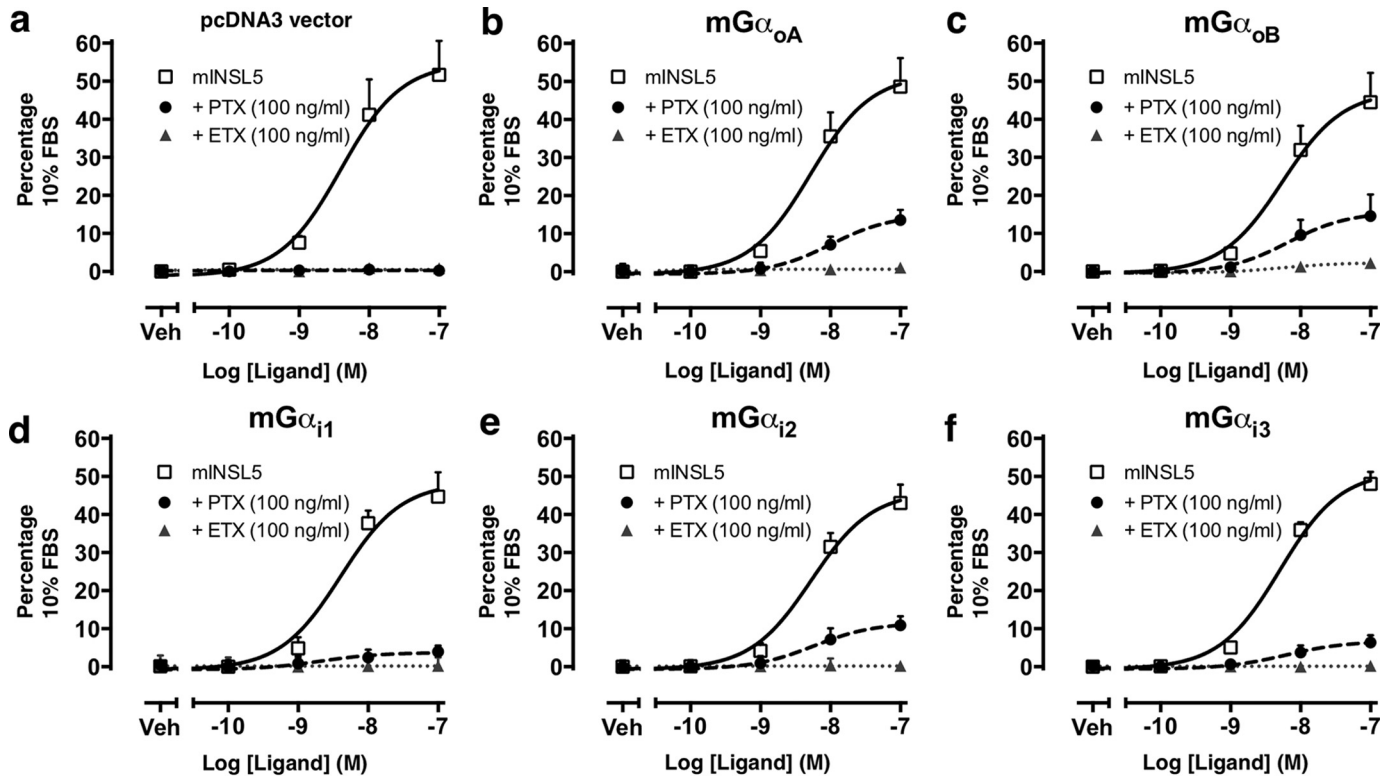 a
pcDNA3 vector
60
50
40
30
20
10
0
Percentage
10% FBS
mINSL5
+ PTX (100 ng/ml)
+ ETX (100 ng/ml)
Veh
-10
-9
-8
-7
Log [Ligand] (M)
b
mGαoA
60
50
40
30
20
10
0
Percentage
10% FBS
mINSL5
+ PTX (100 ng/ml)
+ ETX (100 ng/ml)
Veh
-10
-9
-8
-7
Log [Ligand] (M)
c
mGαoB
60
50
40
30
20
10
0
Percentage
10% FBS
mINSL5
+ PTX (100 ng/ml)
+ ETX (100 ng/ml)
Veh
-10
-9
-8
-7
Log [Ligand] (M)
d
mGαi1
60
50
40
30
20
10
0
Percentage
10% FBS
mINSL5
+ PTX (100 ng/ml)
+ ETX (100 ng/ml)
Veh
-10
-9
-8
-7
Log [Ligand] (M)
e
mGαi2
60
50
40
30
20
10
0
Percentage
10% FBS
mINSL5
+ PTX (100 ng/ml)
+ ETX (100 ng/ml)
Veh
-10
-9
-8
-7
Log [Ligand] (M)
f
mGαi3
60
50
40
30
20
10
0
Percentage
10% FBS
mINSL5
+ PTX (100 ng/ml)
+ ETX (100 ng/ml)
Veh
-10
-9
-8
-7
Log [Ligand] (M)